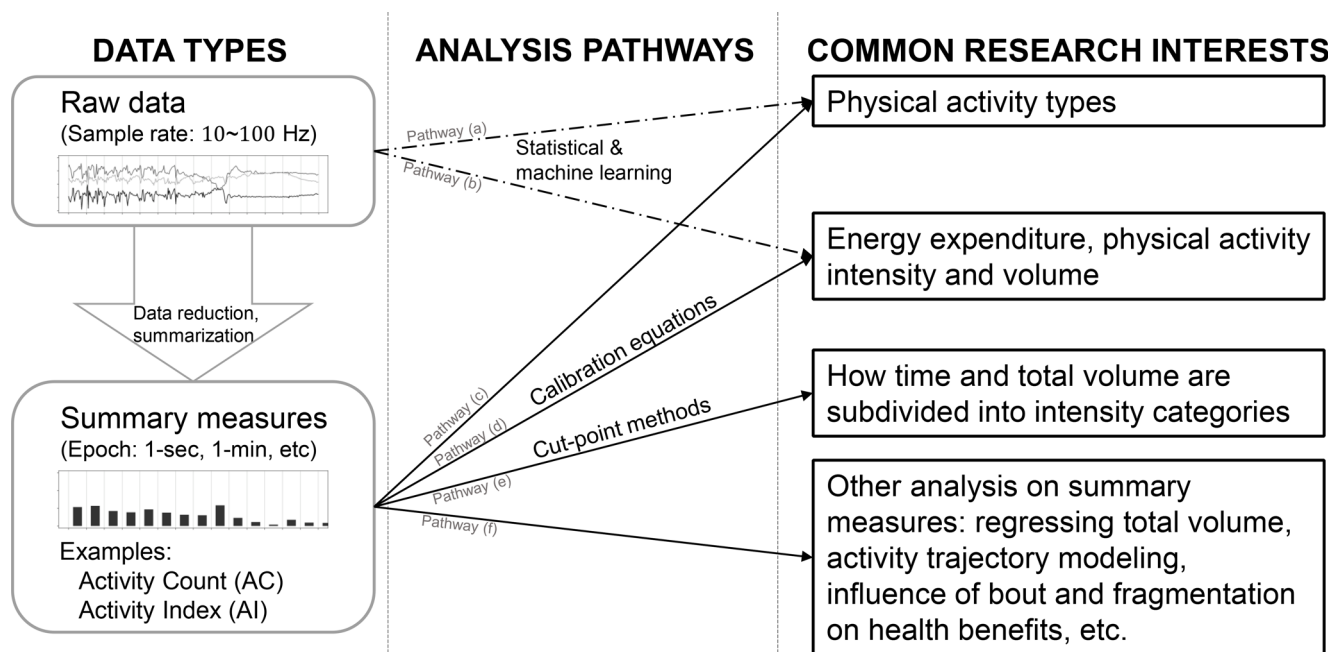 DATA TYPES
Raw data
(Sample rate: 10~100 Hz)
Data reduction,
summarization
Summary measures
(Epoch: 1-sec, 1-min, etc)
Examples:
Activity Count (AC)
Activity Index (AI)
ANALYSIS PATHWAYS
Pathway (a)
Statistical &
machine learning
Pathway (b)
Pathway (c)
Pathway (d)
Calibration equations
Pathway (e)
Cut-point methods
Pathway (f)
COMMON RESEARCH INTERESTS
Physical activity types
Energy expenditure, physical activity
intensity and volume
How time and total volume are
subdivided into intensity categories
Other analysis on summary
measures: regressing total volume,
activity trajectory modeling,
influence of bout and fragmentation
on health benefits, etc.